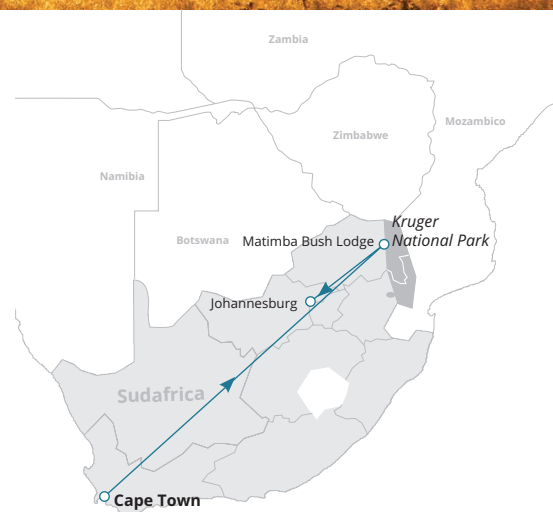 Zambia
Mozambico
Zimbabwe
Namibia
Kruger
Botswana
Matimba Bush Lodge
National Park
Johannesburg
Sudafrica
Cape Town